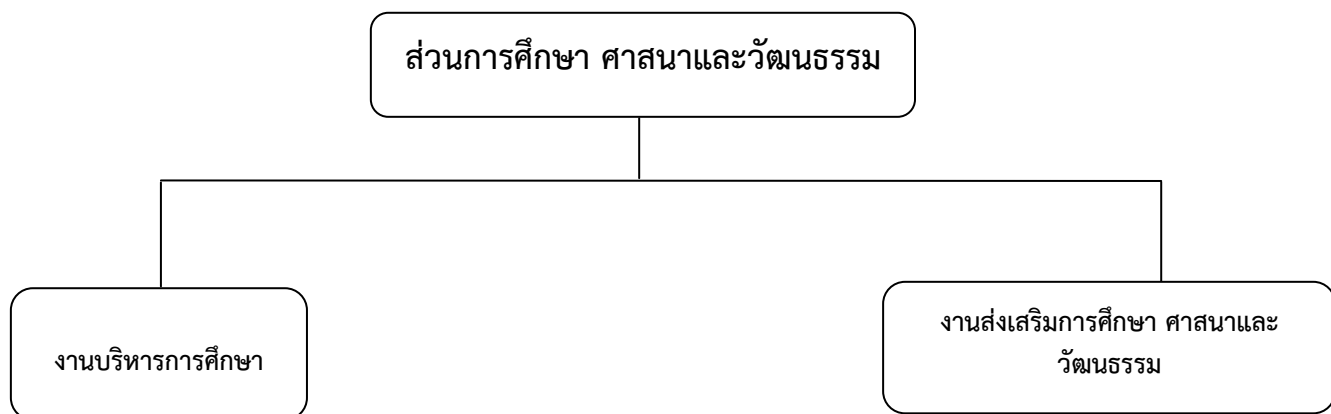 ส่วนการศึกษา ศาสนาและวัฒนธรรม
งานบริหารการศึกษา
งานส่งเสริมการศึกษา ศาสนาและ
วัฒนธรรม